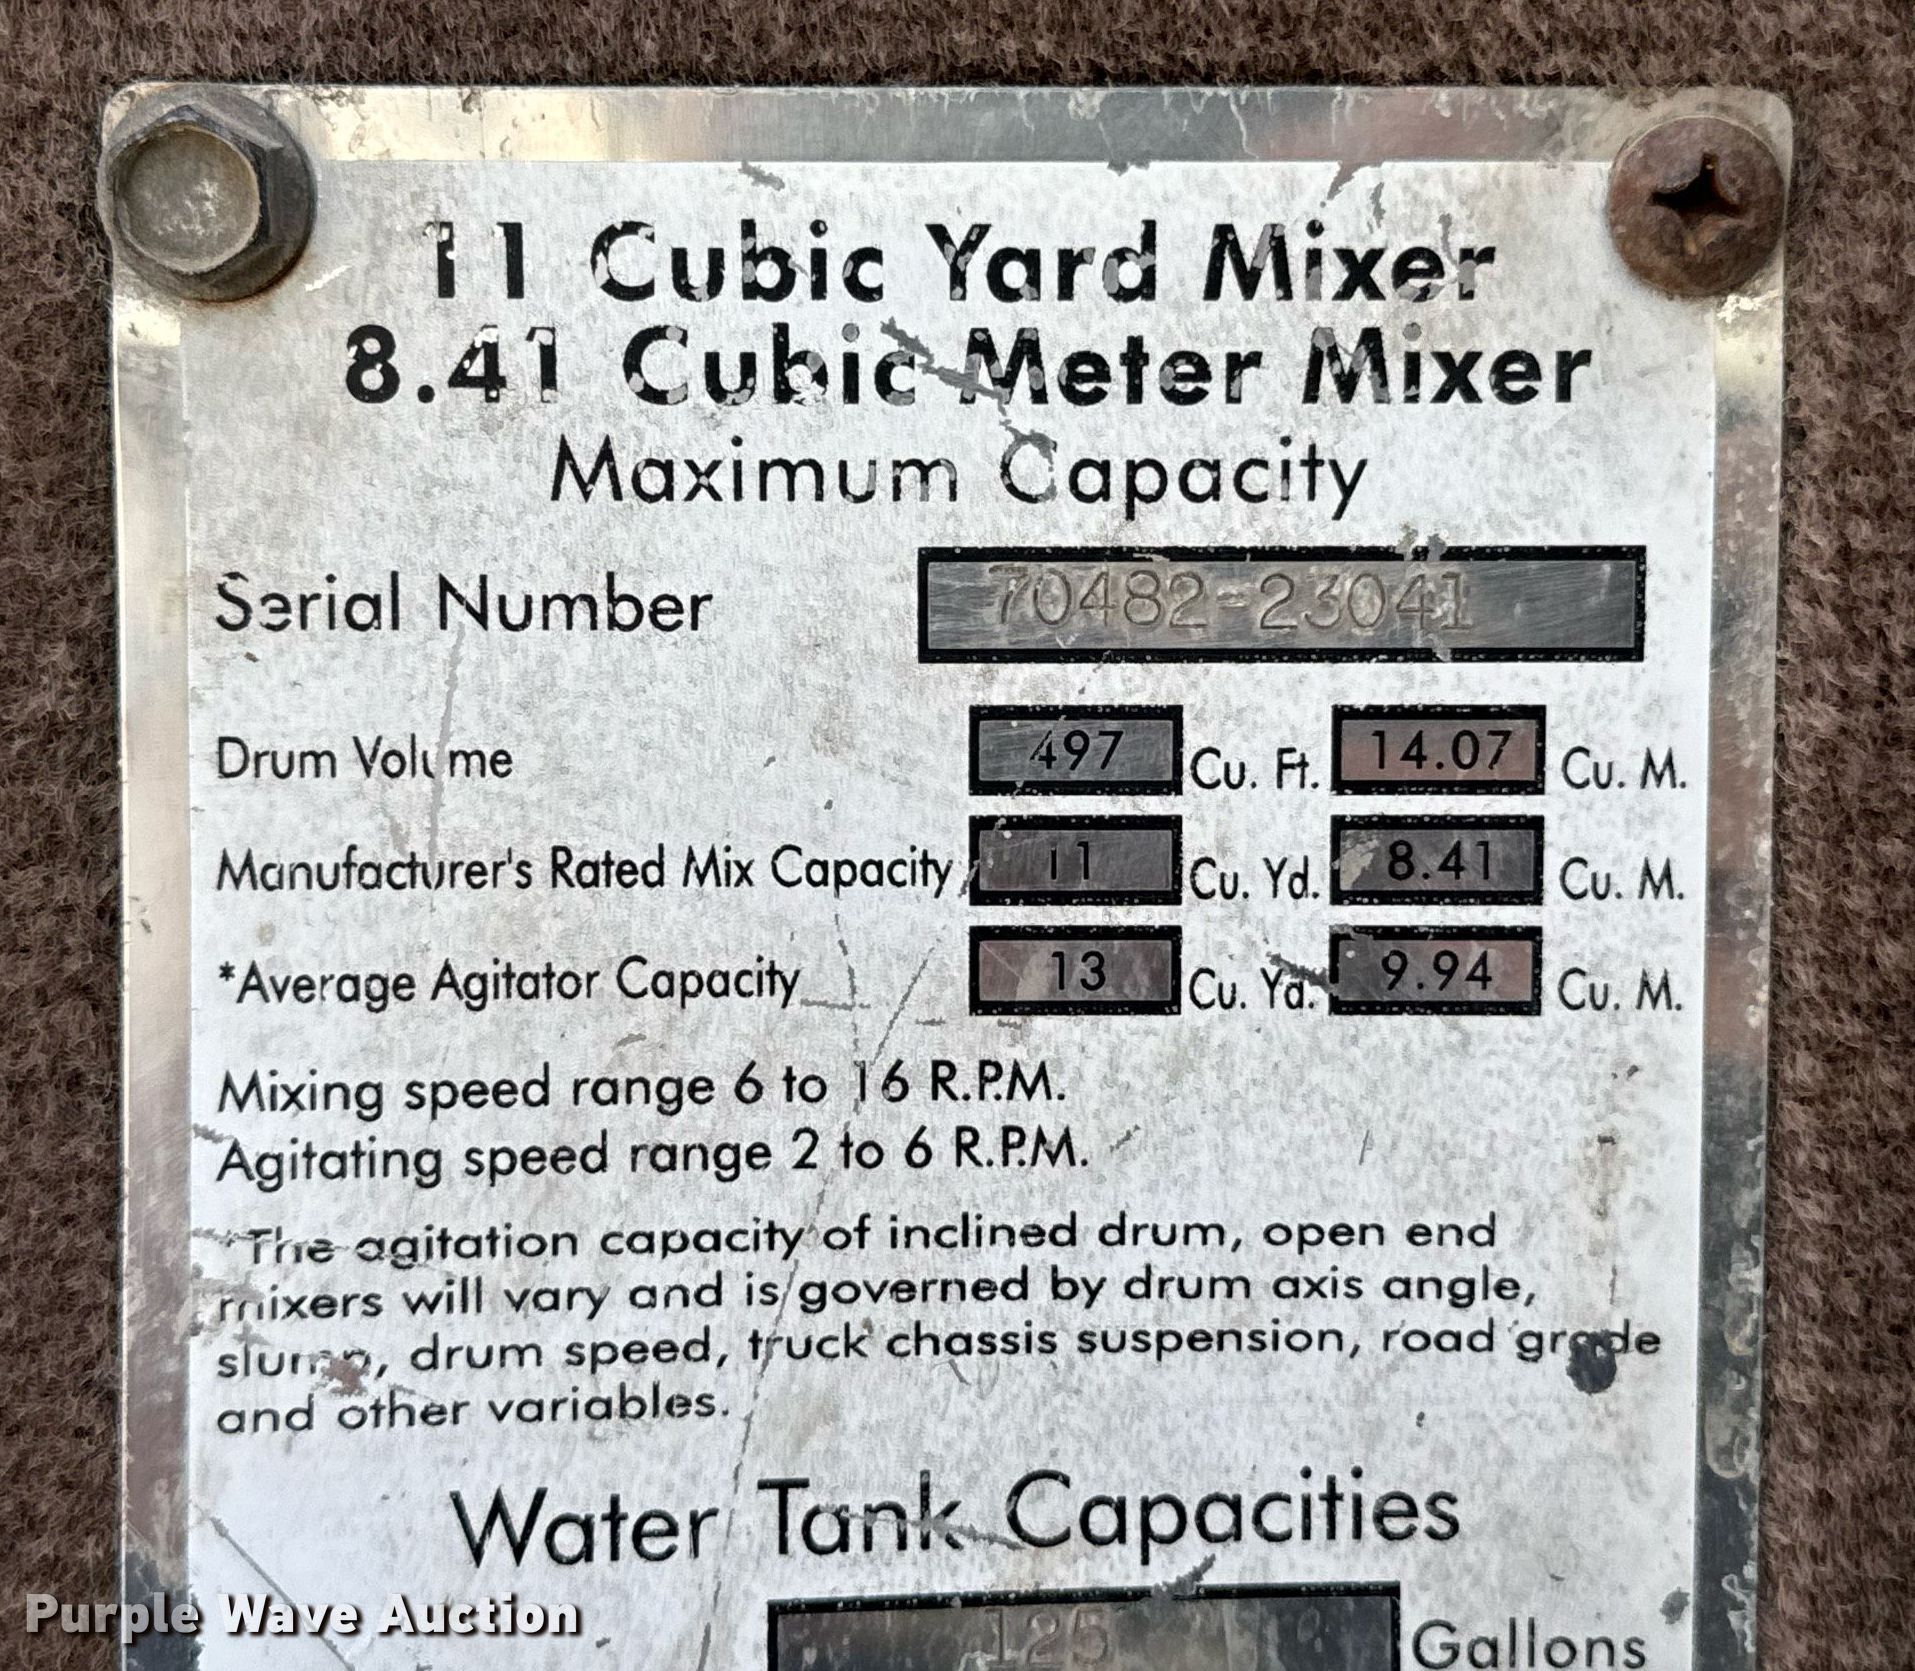 11 Cubic Yard Mixer
8.41 Cubic Meter Mixer
Maximum Capacity
Serial Number 70482-23041
Drum Volume 497 Cu. Ft. 14.07 Cu. M.
Manufacturer's Rated Mix Capacity 11 Cu. Yd. 8.41 Cu. M.
*Average Agitator Capacity 13 Cu. Yd. 9.94 Cu. M.
Mixing speed range 6 to 16 R.P.M.
Agitating speed range 2 to 6 R.P.M.
*The agitation capacity of inclined drum, open end
mixers will vary and is governed by drum axis angle,
slump, drum speed, truck chassis suspension, road grade
and other variables.
Water Tank Capacities
125 Gallons
Purple Wave Auction